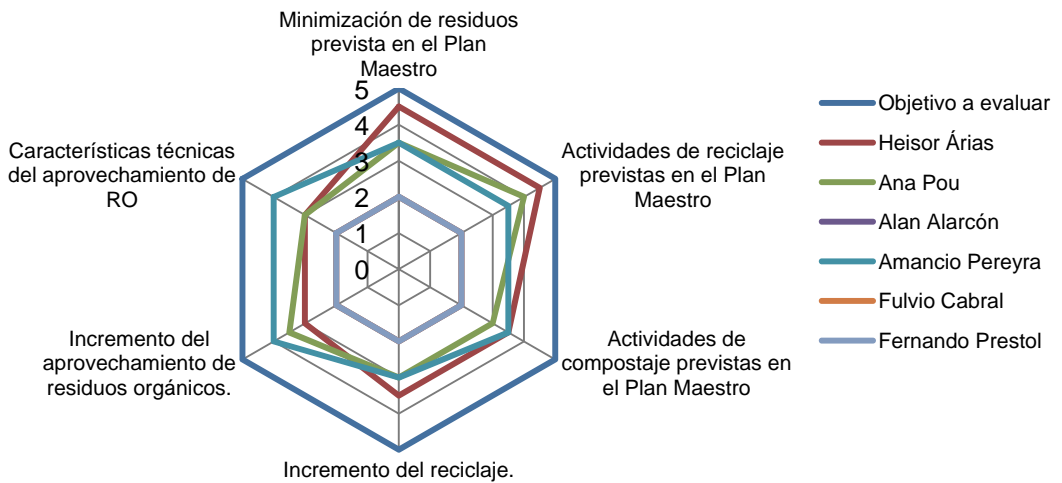 Minimización de residuos
prevista en el Plan
Maestro
5
4
3
2
1
0
Actividades de reciclaje
previstas en el Plan
Maestro
Actividades de
compostaje previstas en
el Plan Maestro
Incremento del reciclaje.
Incremento del
aprovechamiento de
residuos orgánicos.
Características técnicas
del aprovechamiento de
RO
Objetivo a evaluar
Heisor Árias
Ana Pou
Alan Alarcón
Amancio Pereyra
Fulvio Cabral
Fernando Prestol